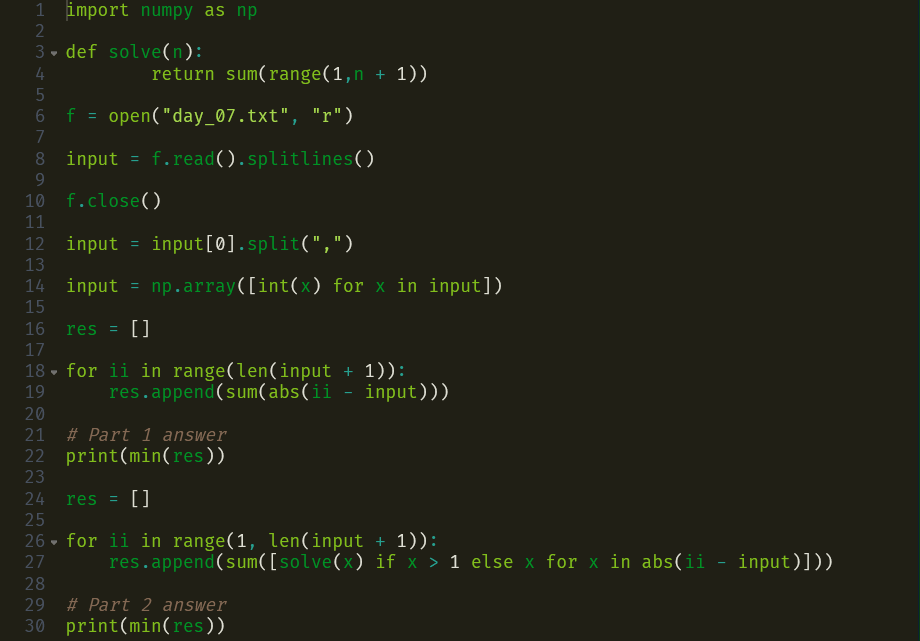 1 import numpy as np
2
3 def solve(n):
4         return sum(range(1,n + 1))
5
6 f = open("day_07.txt", "r")
7
8 input = f.read().splitlines()
9
10 f.close()
11
12 input = input[0].split(",")
13
14 input = np.array([int(x) for x in input])
15
16 res = []
17
18 for ii in range(len(input + 1)):
19     res.append(sum(abs(ii - input)))
20
21 # Part 1 answer
22 print(min(res))
23
24 res = []
25
26 for ii in range(1, len(input + 1)):
27     res.append(sum([solve(x) if x > 1 else x for x in abs(ii - input)]))
28
29 # Part 2 answer
30 print(min(res))